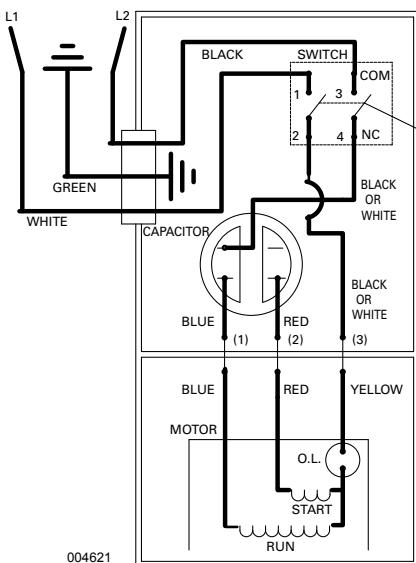 L1
L2
BLACK
SWITCH
COM
1
3
2
4
NC
GREEN
WHITE
CAPACITOR
BLACK
OR
WHITE
BLACK
OR
WHITE
BLUE
RED
(1)
(2)
(3)
BLUE
RED
YELLOW
MOTOR
O.L.
START
RUN
004621